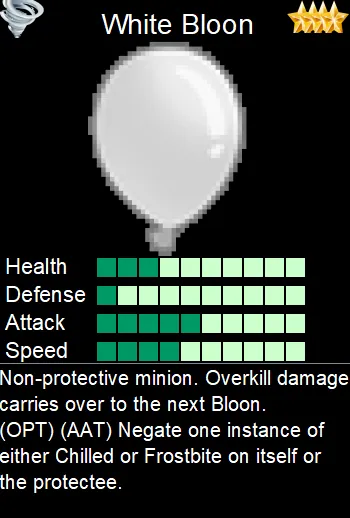 White Bloon
Health
Defense
Attack
Speed
Non-protective minion. Overkill damage
carries over to the next Bloon.
(OPT) (AAT) Negate one instance of
either Chilled or Frostbite on itself or
the protectee.